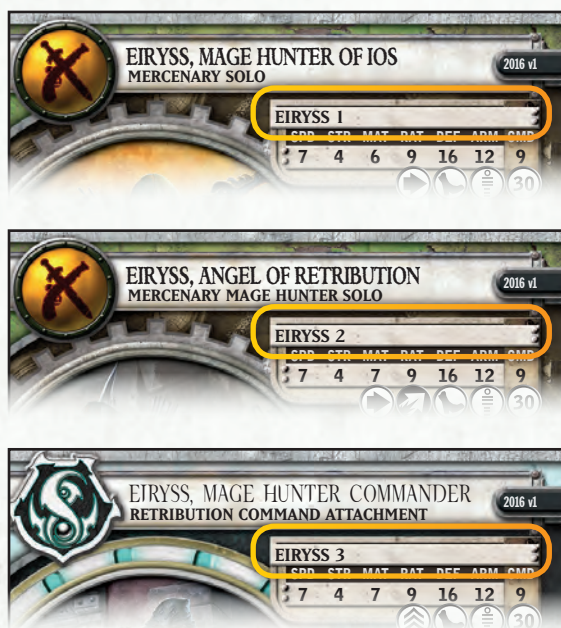 EIRYSS, MAGE HUNTER OF IOS
MERCENARY SOLO
2016 v1
EIRYSS 1
SPD STR MAT RAT DEF ARM CMD
7 4 6 9 16 12 9
30
EIRYSS, ANGEL OF RETRIBUTION
MERCENARY MAGE HUNTER SOLO
2016 v1
EIRYSS 2
SPD STR MAT RAT DEF ARM CMD
7 4 7 9 16 12 9
30
EIRYSS, MAGE HUNTER COMMANDER
RETRIBUTION COMMAND ATTACHMENT
2016 v1
EIRYSS 3
SPD STR MAT RAT DEF ARM CMD
7 4 7 9 16 12 9
30